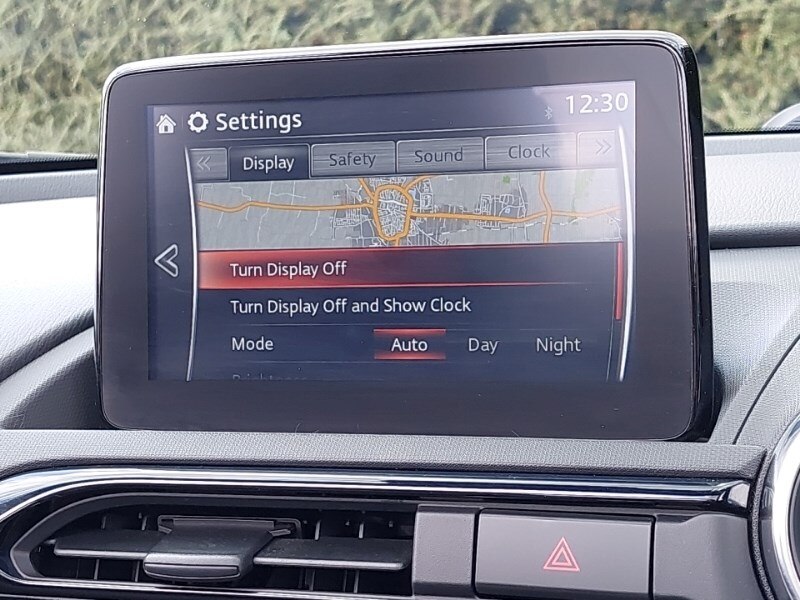 Settings 12:30
<< Display Safety Sound Clock >>
Turn Display Off
Turn Display Off and Show Clock
Mode Auto Day Night
Brightness